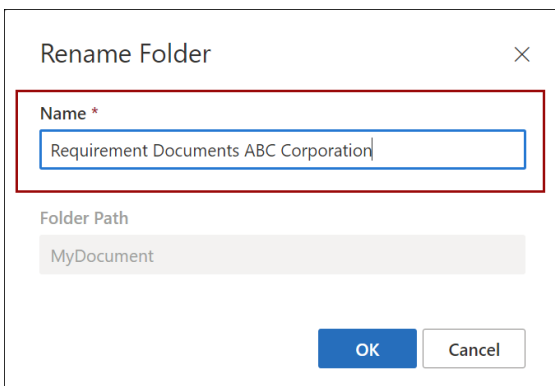 Rename Folder
Name *
Requirement Documents ABC Corporation
Folder Path
MyDocument
OK
Cancel